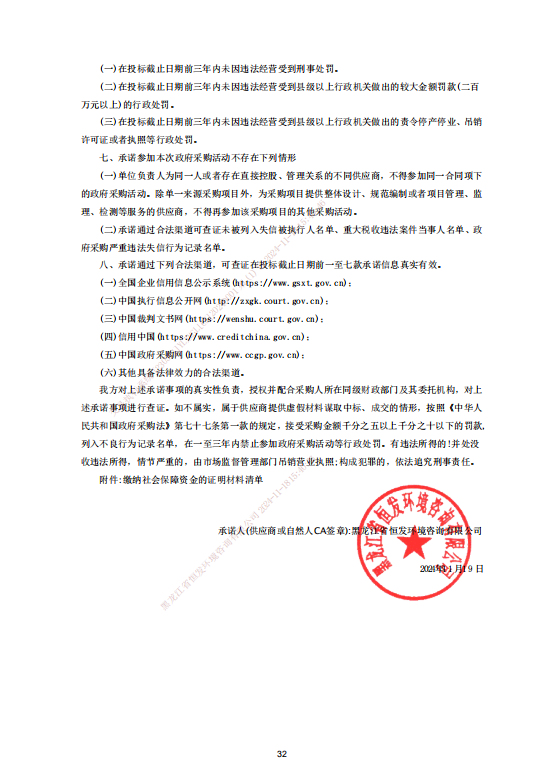 (一)在投标截止日期前三年内未因违法经营受到刑事处罚。
(二)在投标截止日期前三年内未因违法经营受到县级以上行政机关做出的较大金额罚款(二百
万元以上)的行政处罚。
(三)在投标截止日期前三年内未因违法经营受到县级以上行政机关做出的责令停产停业、吊销
许可证或者执照等行政处罚。
七、承诺参加本次政府采购活动不存在下列情形
(一)单位负责人为同一人或者存在直接控股、管理关系的不同供应商,不得参加同一合同项下
的政府采购活动。除单一来源采购项目外,为采购项目提供整体设计、规范编制或者项目管理、监
理、检测等服务的供应商,不得再参加该采购项目的其他采购活动。
(二)承诺通过合法渠道可查证未被列入失信被执行人名单、重大税收违法案件当事人名单、政
府采购严重违法失信行为记录名单。
八、承诺通过下列合法渠道,可查证在投标截止日期前一至七款承诺信息真实有效。
(一)全国企业信用信息公示系统(https://www.gsxt.gov.cn);
(二)中国执行信息公开网(http://zxgk.court.gov.cn);
(三)中国裁判文书网(https://wenshu.court.gov.cn);
(四)信用中国(https://www.creditchina.gov.cn);
(五)中国政府采购网(https://www.ccgp.gov.cn);
(六)其他具备法律效力的合法渠道。
我方对上述承诺事项的真实性负责,授权并配合采购人所在同级财政部门及其委托机构,对上
述承诺事项进行查证。如不属实,属于供应商提供虚假材料谋取中标、成交的情形,按照《中华人
民共和国政府采购法》第七十七条第一款的规定,接受采购金额千分之五以上千分之十以下的罚款,
列入不良行为记录名单,在一至三年内禁止参加政府采购活动等行政处罚。有违法所得的!并处没
收违法所得,情节严重的,由市场监督管理部门吊销营业执照;构成犯罪的,依法追究刑事责任。
附件:缴纳社会保障资金的证明材料清单
承诺人(供应商或自然人CA签章):黑龙江省恒发环境咨询有限公司
黑龙江省恒发环境咨询有限公司
32